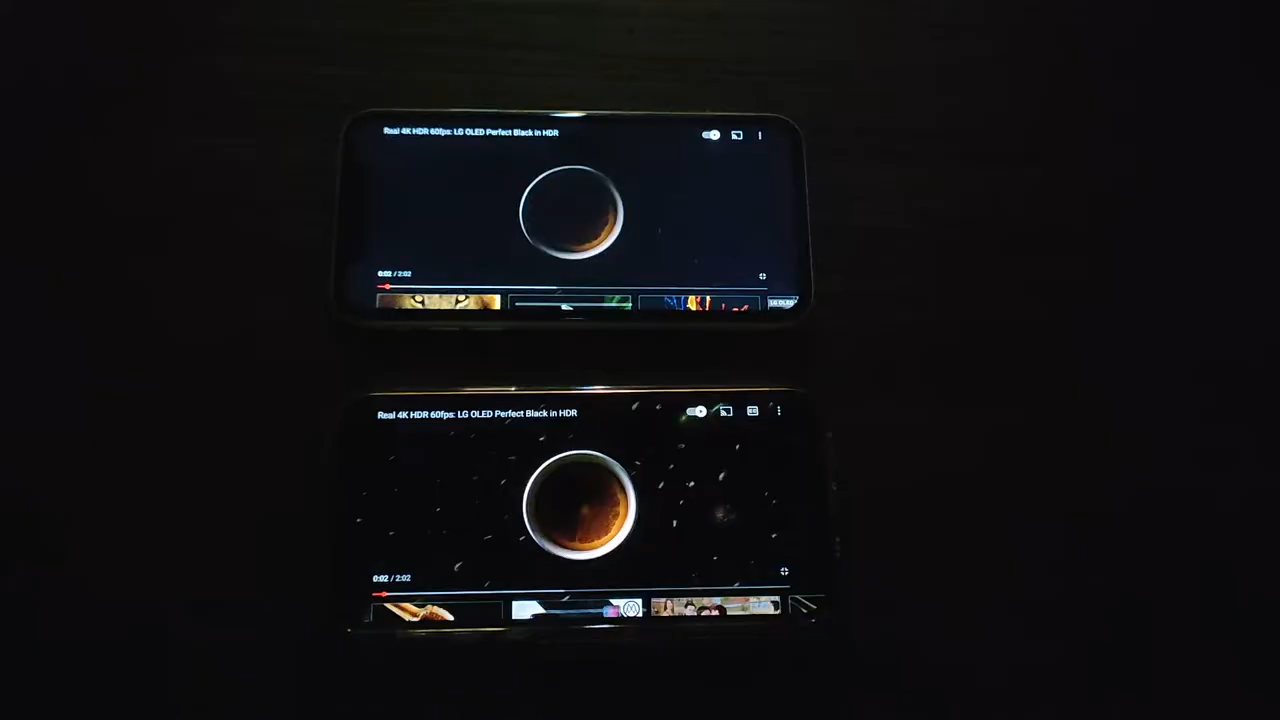 Real 4K HDR 60fps: LG OLED Perfect Black in HDR
0:02 / 2:02
LG OLED
Real 4K HDR 60fps: LG OLED Perfect Black in HDR
0:02 / 2:02